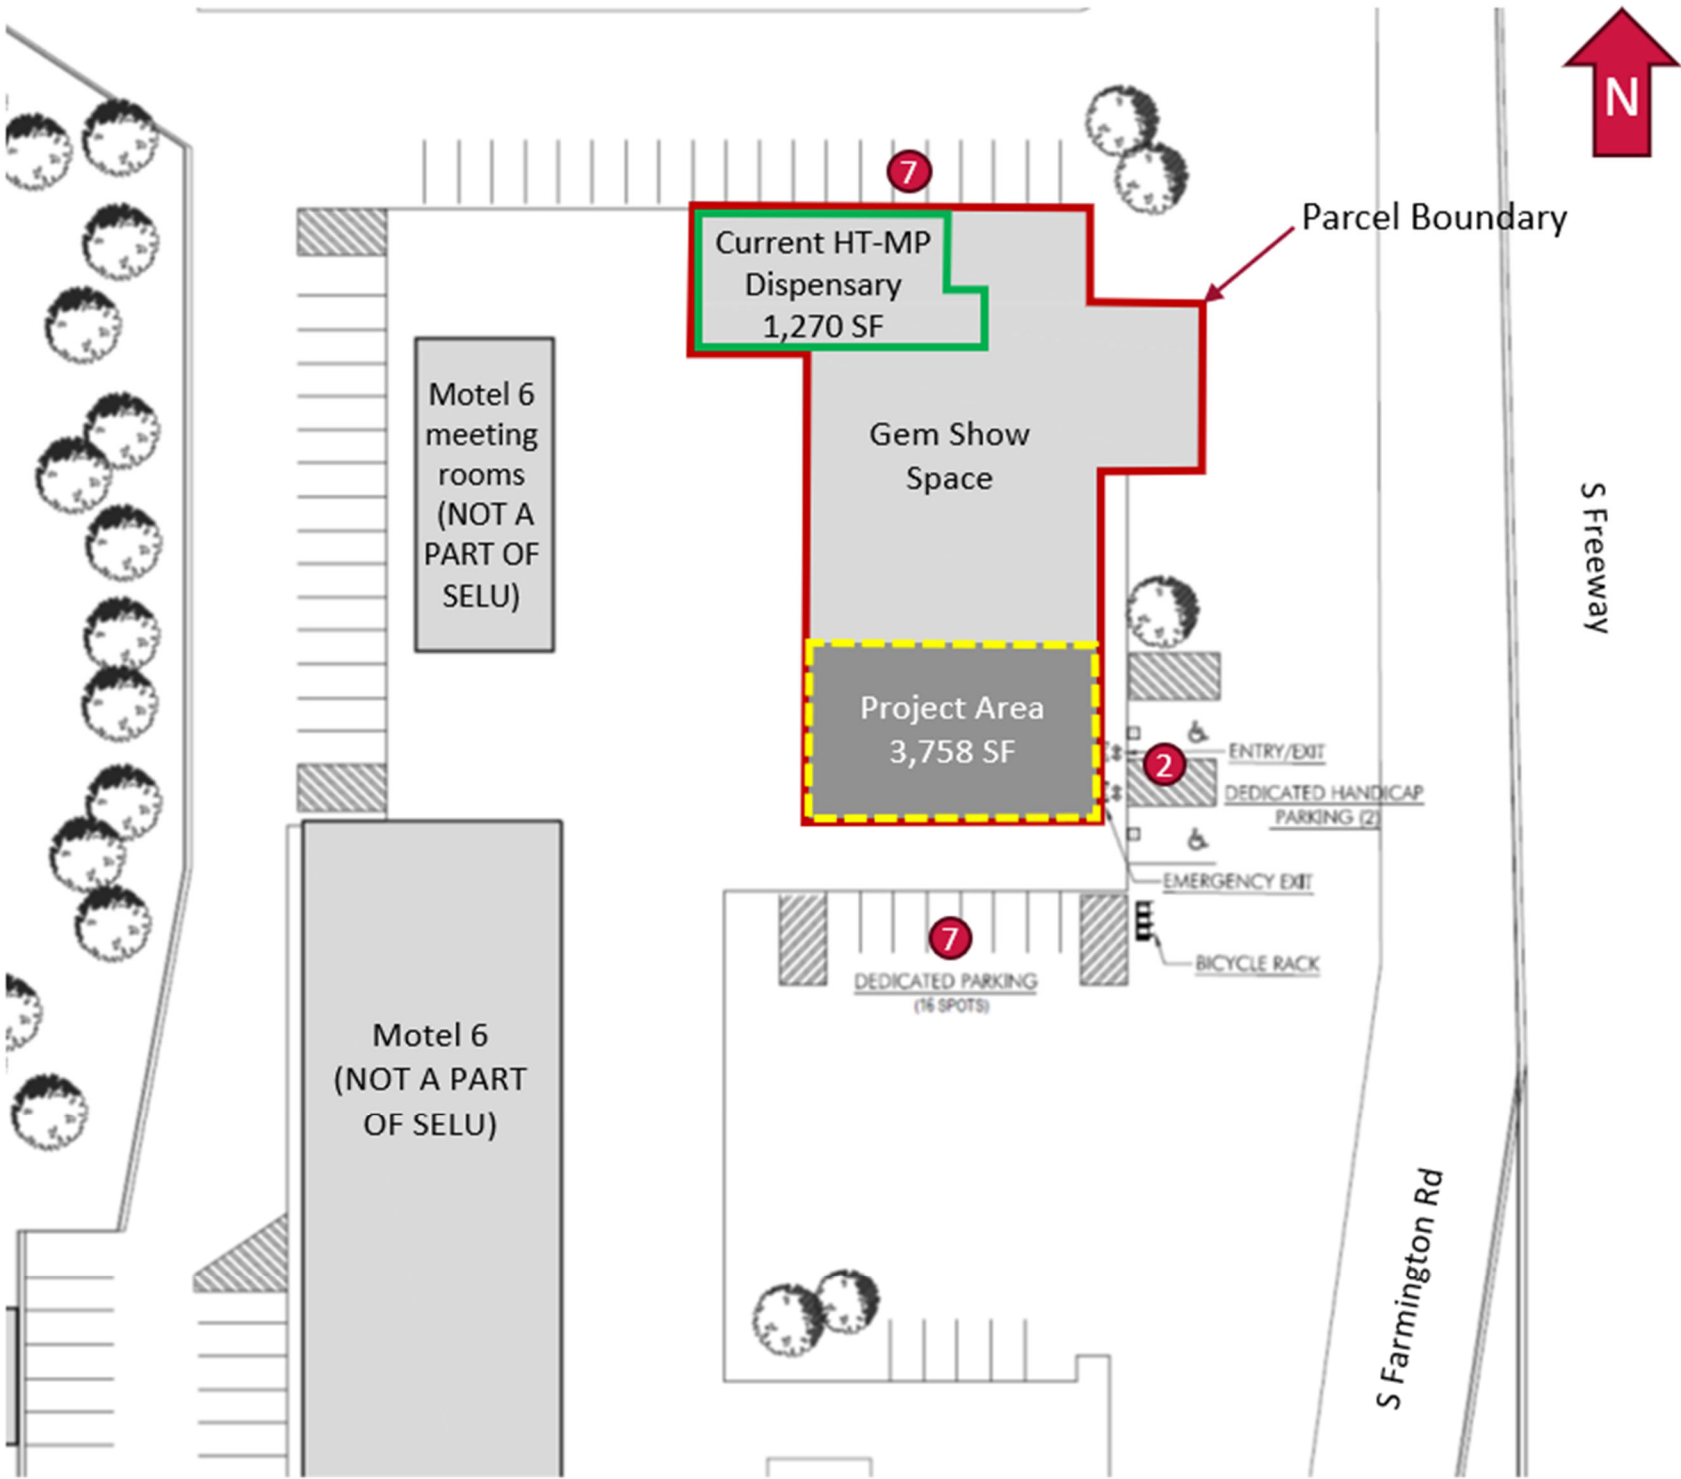 N
7
Parcel Boundary
Current HT-MP
Dispensary
1,270 SF
Motel 6
meeting
rooms
(NOT A
PART OF
SELU)
Gem Show
Space
S Freeway
Project Area
3,758 SF
2
ENTRY/EXIT
DEDICATED HANDICAP
PARKING (2)
EMERGENCY EXIT
7
BICYCLE RACK
DEDICATED PARKING
(16 SPOTS)
Motel 6
(NOT A PART
OF SELU)
S Farmington Rd